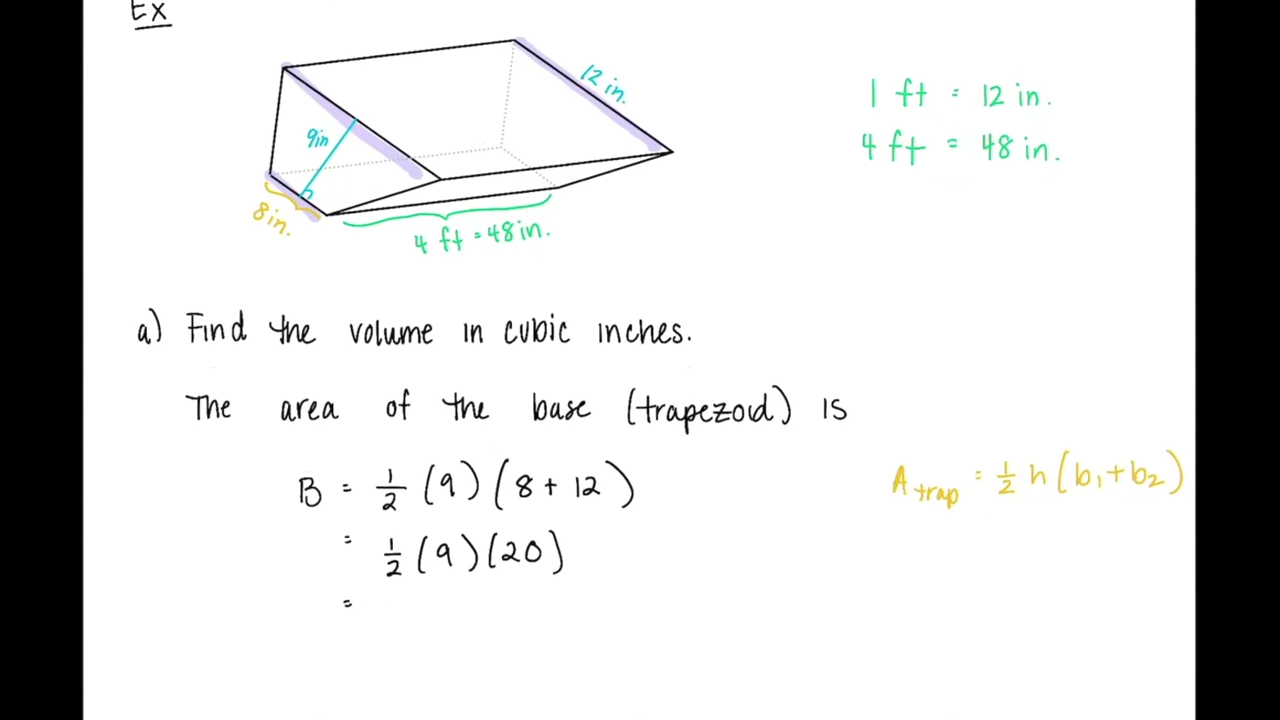 Ex
12 in.
1 ft = 12 in.
9in
4 ft = 48 in.
8 in.
4 ft = 48 in.
a) Find the volume in cubic inches.
The area of the base (trapezoid) is
B = 1/2 (9) (8 + 12)
A trap = 1/2 h (b₁ + b₂)
= 1/2 (9) (20)
=